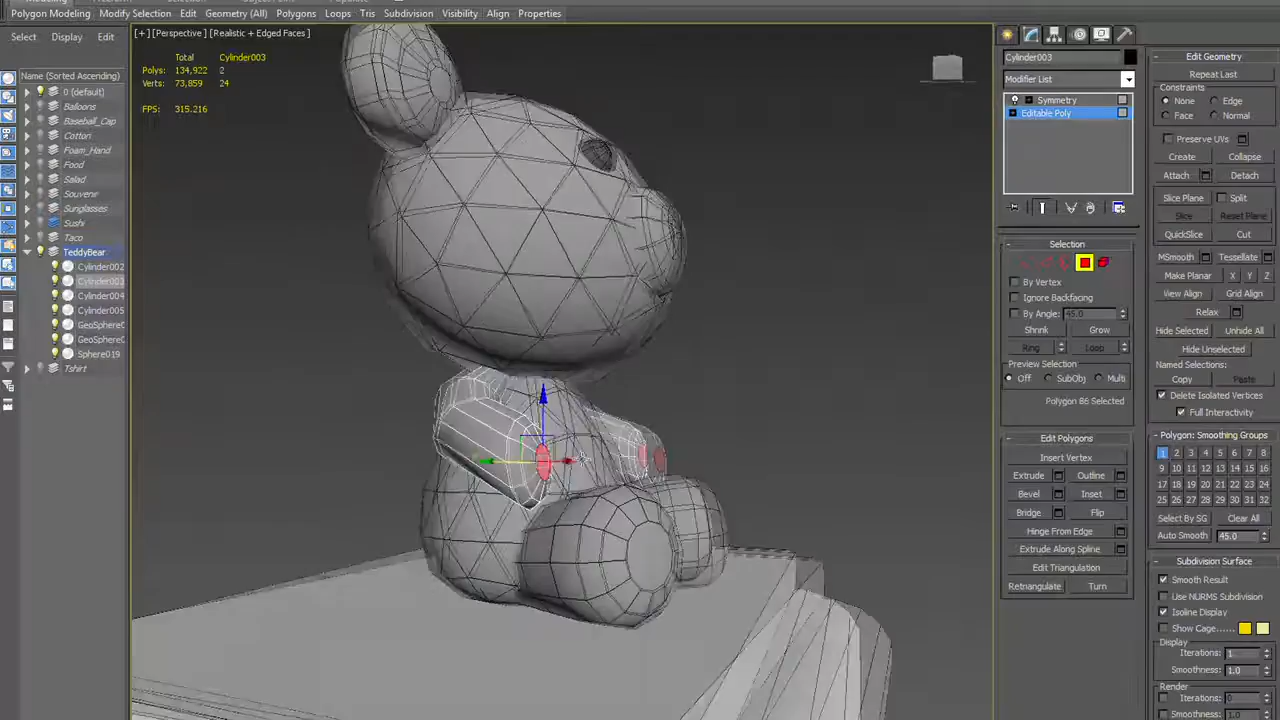 Polygon Modeling Modify Selection Edit Geometry (All) Polygons Loops Tris Subdivision Visibility Align Properties
Select Display Edit
[+] [Perspective ] [Realistic + Edged Faces ]
Total Cylinder003
Polys: 134,922 2
Verts: 73,859 24
FPS: 315.216
Name (Sorted Ascending)
0 (default)
Balloons
Baseball_Cap
Cotton
Foam_Hand
Food
Salad
Souvenir
Sunglasses
Sushi
Taco
TeddyBear
Cylinder002
Cylinder003
Cylinder004
Cylinder005
GeoSphere
GeoSphere
Sphere019
Tshirt
Cylinder003
Modifier List
Symmetry
Editable Poly
Selection
By Vertex
Ignore Backfacing
By Angle: 45.0
Shrink Grow
Ring Loop
Preview Selection
Off SubObj Multi
Polygon 86 Selected
Edit Polygons
Insert Vertex
Extrude Outline
Bevel Inset
Bridge Flip
Hinge From Edge
Extrude Along Spline
Edit Triangulation
Retriangulate Turn
Edit Geometry
Repeat Last
Constraints
None Edge
Face Normal
Preserve UVs
Create Collapse
Attach Detach
Slice Plane Split
Slice Reset Plane
QuickSlice Cut
MSmooth Tessellate
Make Planar X Y Z
View Align Grid Align
Relax
Hide Selected Unhide All
Hide Unselected
Named Selections:
Copy Paste
Delete Isolated Vertices
Full Interactivity
Polygon: Smoothing Groups
1 2 3 4 5 6 7 8
9 10 11 12 13 14 15 16
17 18 19 20 21 22 23 24
25 26 27 28 29 30 31 32
Select By SG Clear All
Auto Smooth 45.0
Subdivision Surface
Smooth Result
Use NURMS Subdivision
Isoline Display
Show Cage......
Display
Iterations: 1
Smoothness: 1.0
Render
Iterations: 0
Smoothness: 1.0